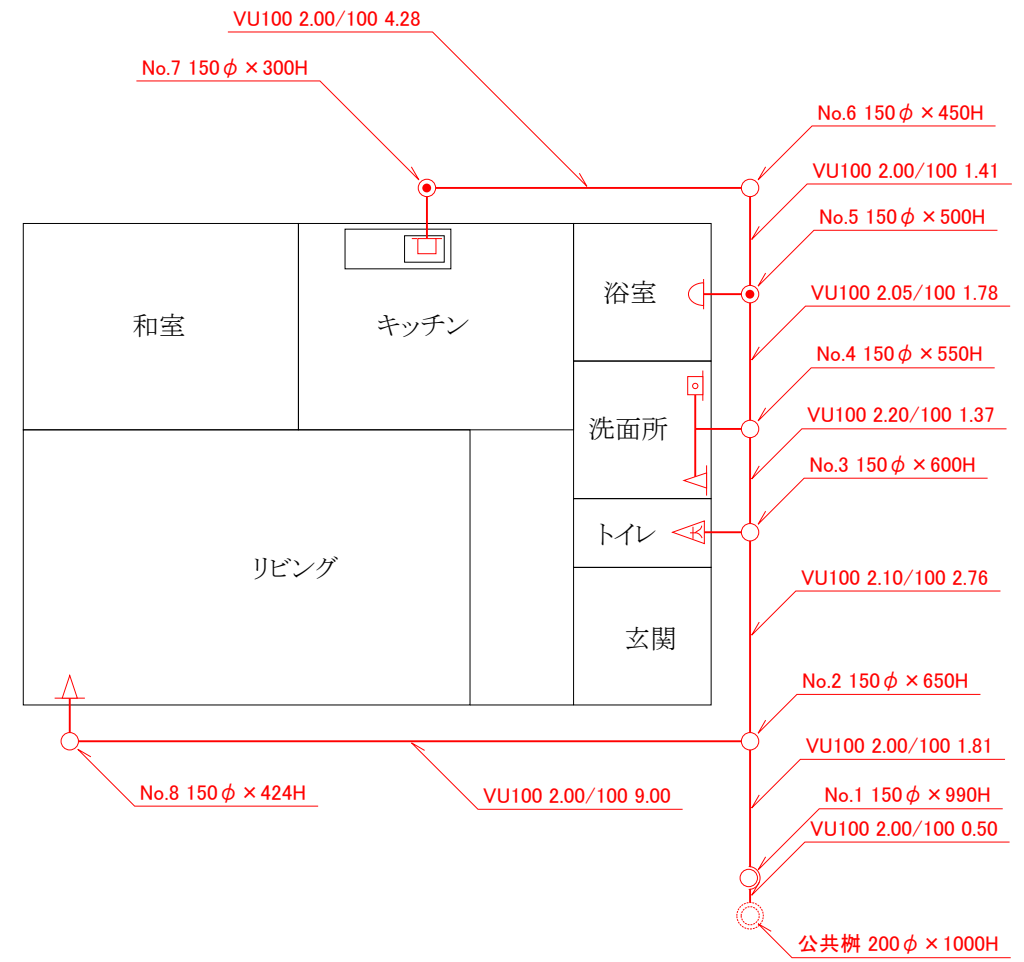 VU100 2.00/100 4.28
No.7 150φ×300H
No.6 150φ×450H
VU100 2.00/100 1.41
No.5 150φ×500H
浴室
VU100 2.05/100 1.78
和室
キッチン
No.4 150φ×550H
VU100 2.20/100 1.37
洗面所
No.3 150φ×600H
トイレ
リビング
VU100 2.10/100 2.76
玄関
No.2 150φ×650H
VU100 2.00/100 1.81
No.8 150φ×424H
VU100 2.00/100 9.00
No.1 150φ×990H
VU100 2.00/100 0.50
公共桝 200φ×1000H